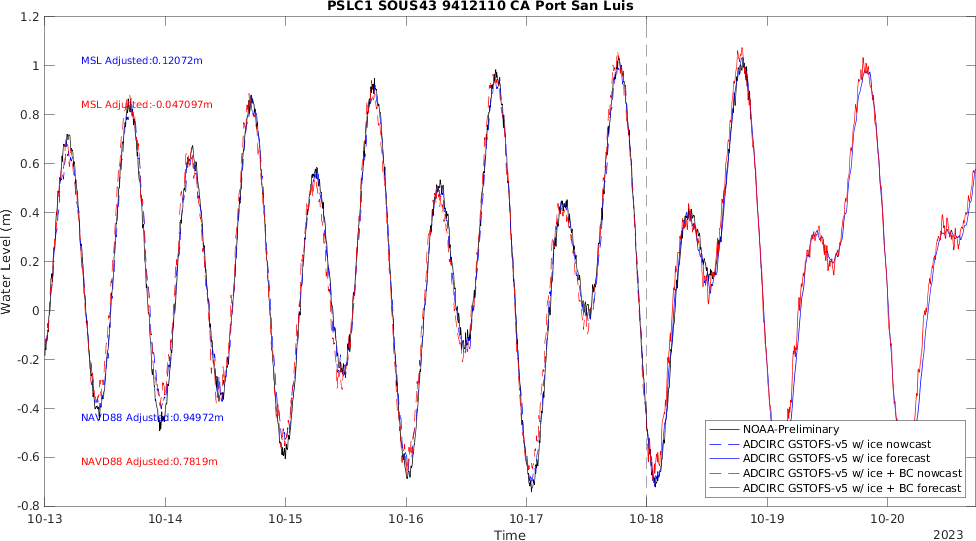 PSLC1 SOUS43 9412110 CA Port San Luis
1.2
1
0.8
0.6
0.4
0.2
0
-0.2
-0.4
-0.6
-0.8
Water Level (m)
MSL Adjusted:0.12072m
MSL Adjusted:-0.047097m
NAVD88 Adjusted:0.94972m
NAVD88 Adjusted:0.7819m
NOAA-Preliminary
ADCIRC GSTOFS-v5 w/ ice nowcast
ADCIRC GSTOFS-v5 w/ ice forecast
ADCIRC GSTOFS-v5 w/ ice + BC nowcast
ADCIRC GSTOFS-v5 w/ ice + BC forecast
10-13 10-14 10-15 10-16 10-17 10-18 10-19 10-20
Time
2023